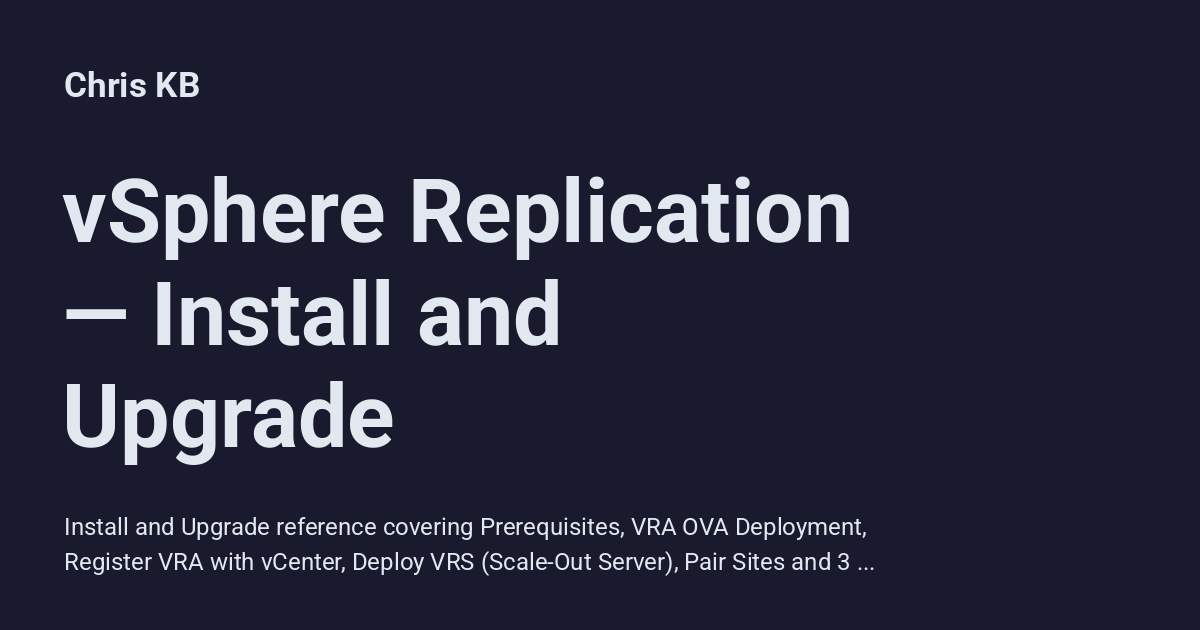 Chris KB
vSphere Replication
— Install and
Upgrade
Install and Upgrade reference covering Prerequisites, VRA OVA Deployment,
Register VRA with vCenter, Deploy VRS (Scale-Out Server), Pair Sites and 3 ...